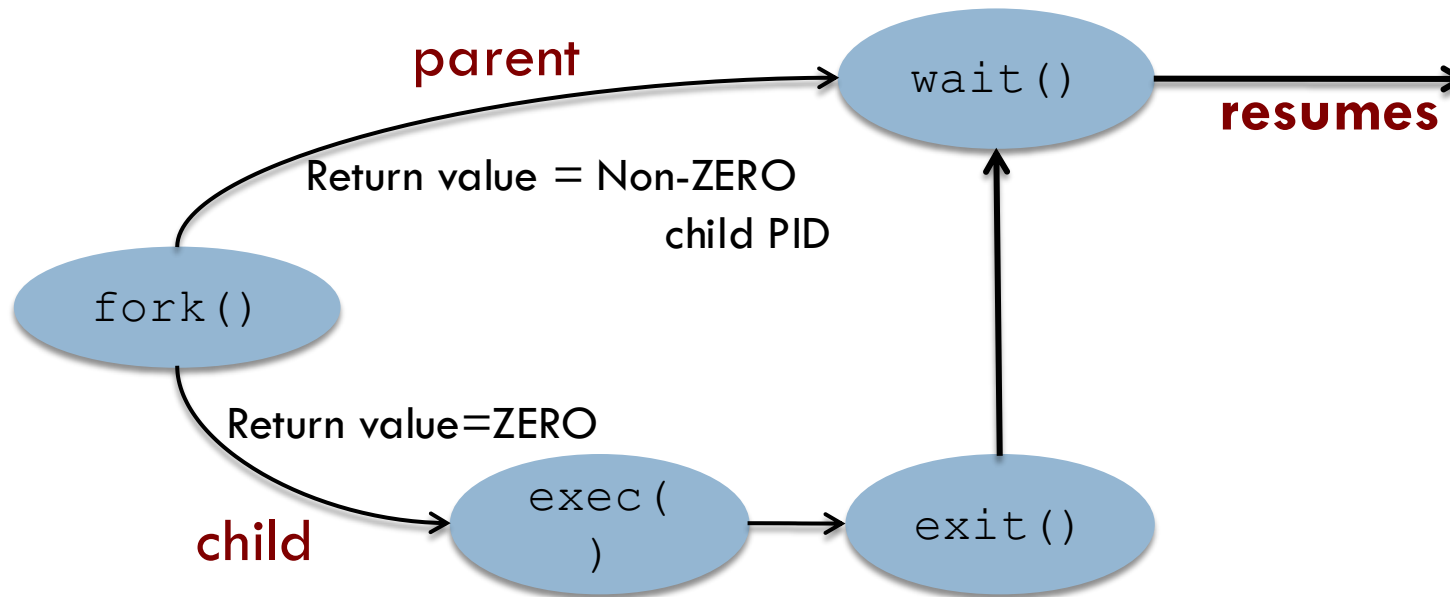 parent
wait()
resumes
Return value = Non-ZERO
child PID
fork()
Return value=ZERO
exec(
)
exit()
child